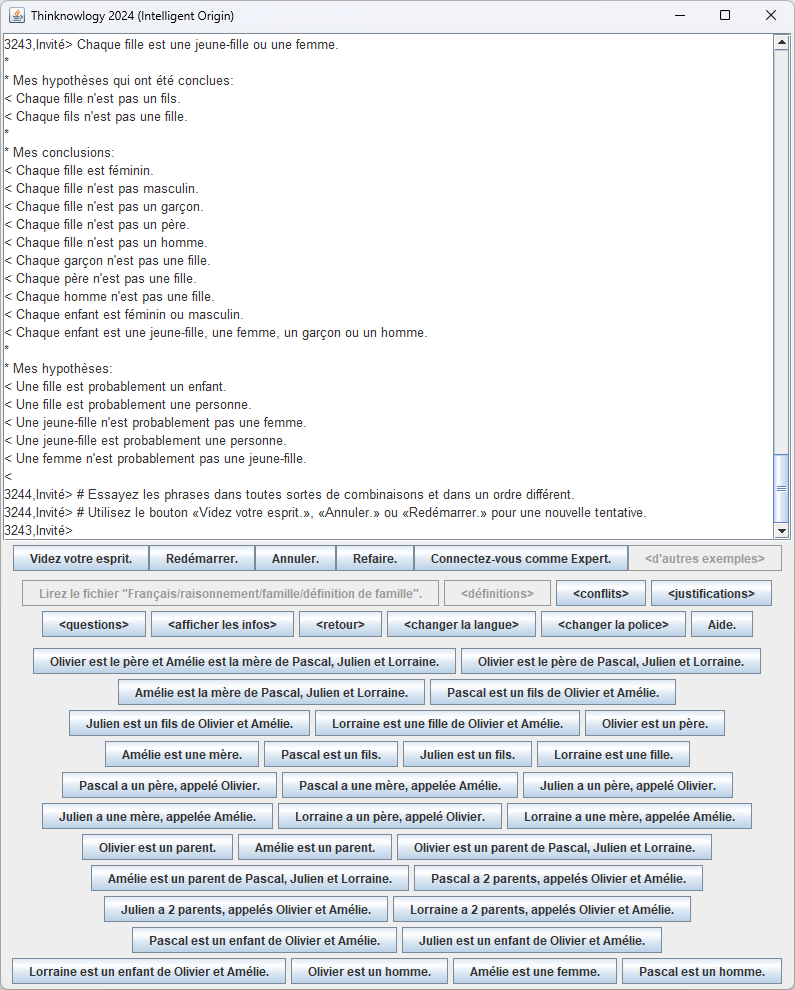 Thinknowlogy 2024 (Intelligent Origin)
3243,Invité> Chaque fille est une jeune-fille ou une femme.
*
* Mes hypothèses qui ont été conclues:
< Chaque fille n'est pas un fils.
< Chaque fils n'est pas une fille.
*
* Mes conclusions:
< Chaque fille est féminin.
< Chaque fille n'est pas masculin.
< Chaque fille n'est pas un garçon.
< Chaque fille n'est pas un père.
< Chaque fille n'est pas un homme.
< Chaque garçon n'est pas une fille.
< Chaque père n'est pas une fille.
< Chaque homme n'est pas une fille.
< Chaque enfant est féminin ou masculin.
< Chaque enfant est une jeune-fille, une femme, un garçon ou un homme.
*
* Mes hypothèses:
< Une fille est probablement un enfant.
< Une fille est probablement une personne.
< Une jeune-fille n'est probablement pas une femme.
< Une jeune-fille est probablement une personne.
< Une femme n'est probablement pas une jeune-fille.
<
3244,Invité> # Essayez les phrases dans toutes sortes de combinaisons et dans un ordre différent.
3244,Invité> # Utilisez le bouton «Videz votre esprit.», «Annuler.» ou «Redémarrer.» pour une nouvelle tentative.
3243,Invité>
Videz votre esprit. Redémarrer. Annuler. Refaire. Connectez-vous comme Expert. <d'autres exemples>
Lirez le fichier "Français/raisonnement/famille/définition de famille". <définitions> <conflits> <justifications>
<questions> <afficher les infos> <retour> <changer la langue> <changer la police> Aide.
Olivier est le père et Amélie est la mère de Pascal, Julien et Lorraine. Olivier est le père de Pascal, Julien et Lorraine.
Amélie est la mère de Pascal, Julien et Lorraine. Pascal est un fils de Olivier et Amélie.
Julien est un fils de Olivier et Amélie. Lorraine est une fille de Olivier et Amélie. Olivier est un père.
Amélie est une mère. Pascal est un fils. Julien est un fils. Lorraine est une fille.
Pascal a un père, appelé Olivier. Pascal a une mère, appelée Amélie. Julien a un père, appelé Olivier.
Julien a une mère, appelée Amélie. Lorraine a un père, appelé Olivier. Lorraine a une mère, appelée Amélie.
Olivier est un parent. Amélie est un parent. Olivier est un parent de Pascal, Julien et Lorraine.
Amélie est un parent de Pascal, Julien et Lorraine. Pascal a 2 parents, appelés Olivier et Amélie.
Julien a 2 parents, appelés Olivier et Amélie. Lorraine a 2 parents, appelés Olivier et Amélie.
Pascal est un enfant de Olivier et Amélie. Julien est un enfant de Olivier et Amélie.
Lorraine est un enfant de Olivier et Amélie. Olivier est un homme. Amélie est une femme. Pascal est un homme.